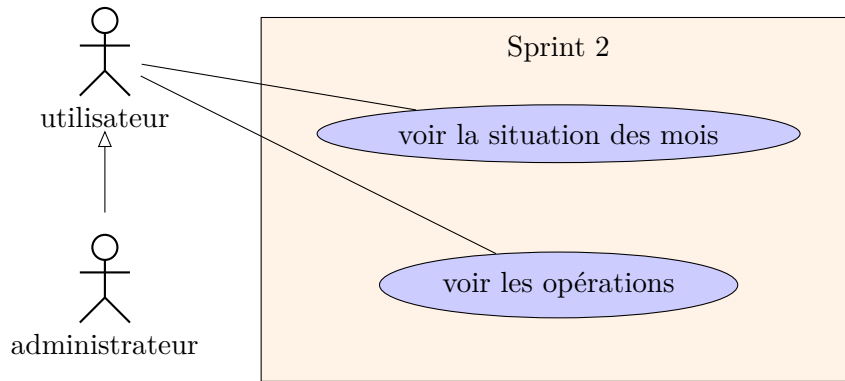 Sprint 2
utilisateur
voir la situation des mois
voir les opérations
administrateur